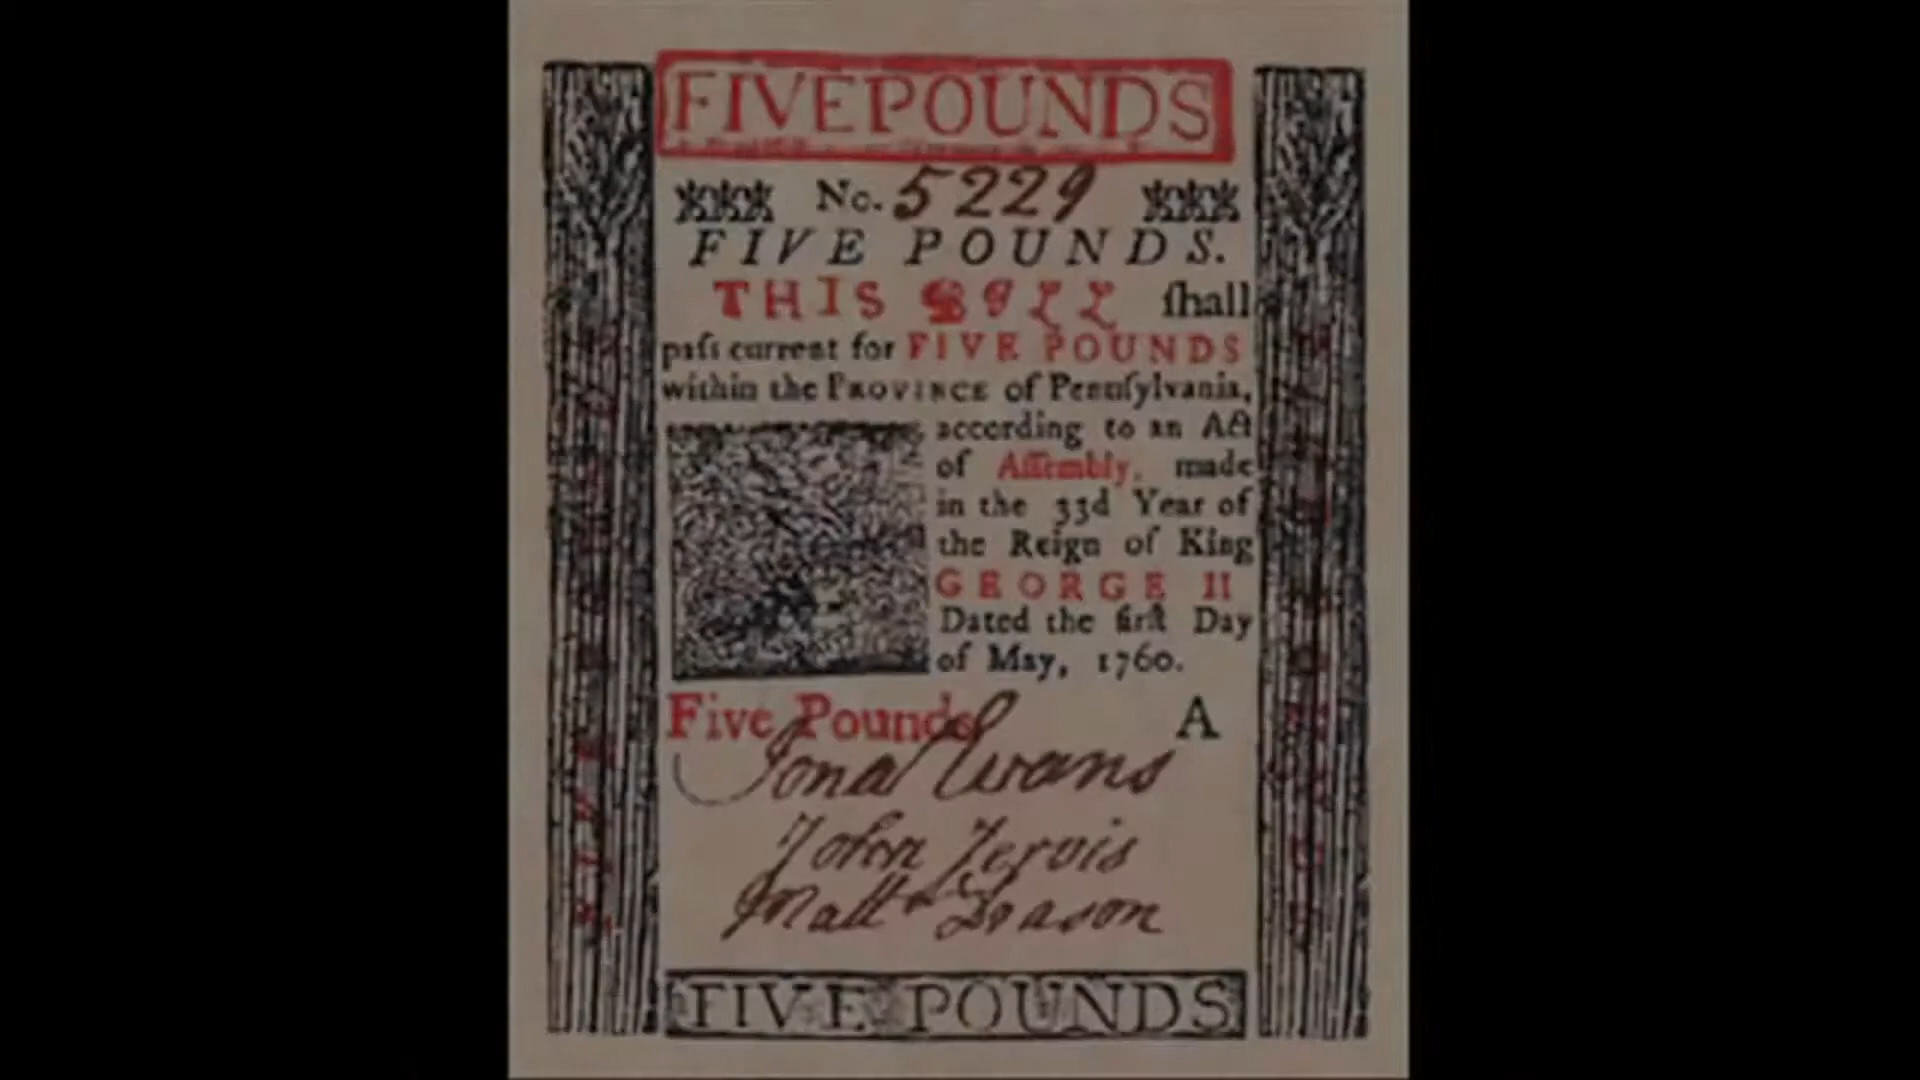 FIVE POUNDS
No. 5229
FIVE POUNDS.
THIS BILL ſhall
paſs current for FIVE POUNDS
within the PROVINCE of Pennſylvania,
according to an Act
of Aſſembly, made
in the 33d Year of
the Reign of King
GEORGE II
Dated the firſt Day
of May, 1760.
Five Pounds A
Jona Evans
John Jervis
FIVE POUNDS